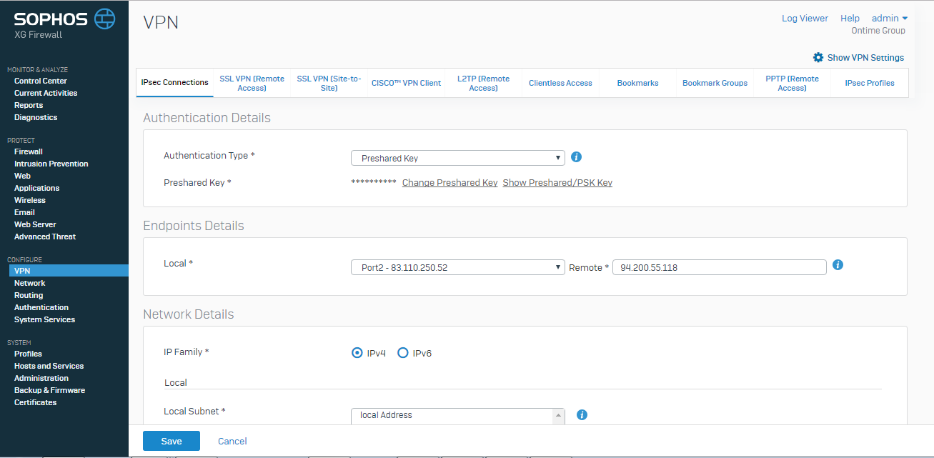 SOPHOS
XG Firewall
MONITOR & ANALYZE
Control Center
Current Activities
Reports
Diagnostics
PROTECT
Firewall
Intrusion Prevention
Web
Applications
Wireless
Email
Web Server
Advanced Threat
CONFIGURE
VPN
Network
Routing
Authentication
System Services
SYSTEM
Profiles
Hosts and Services
Administration
Backup & Firmware
Certificates
VPN
Log Viewer Help admin
Ontime Group
Show VPN Settings
IPsec Connections
SSL VPN (Remote
Access)
SSL VPN (Site-to-
Site)
CISCO™ VPN Client
L2TP (Remote
Access)
Clientless Access
Bookmarks
Bookmark Groups
PPTP (Remote
Access)
IPsec Profiles
Authentication Details
Authentication Type * Preshared Key
Preshared Key * ********** Change Preshared Key Show Preshared/PSK Key
Endpoints Details
Local * Port2 - 83.110.250.52 Remote * 94.200.55.118
Network Details
IP Family * IPv4 IPv6
Local
Local Subnet * local Address
Save Cancel